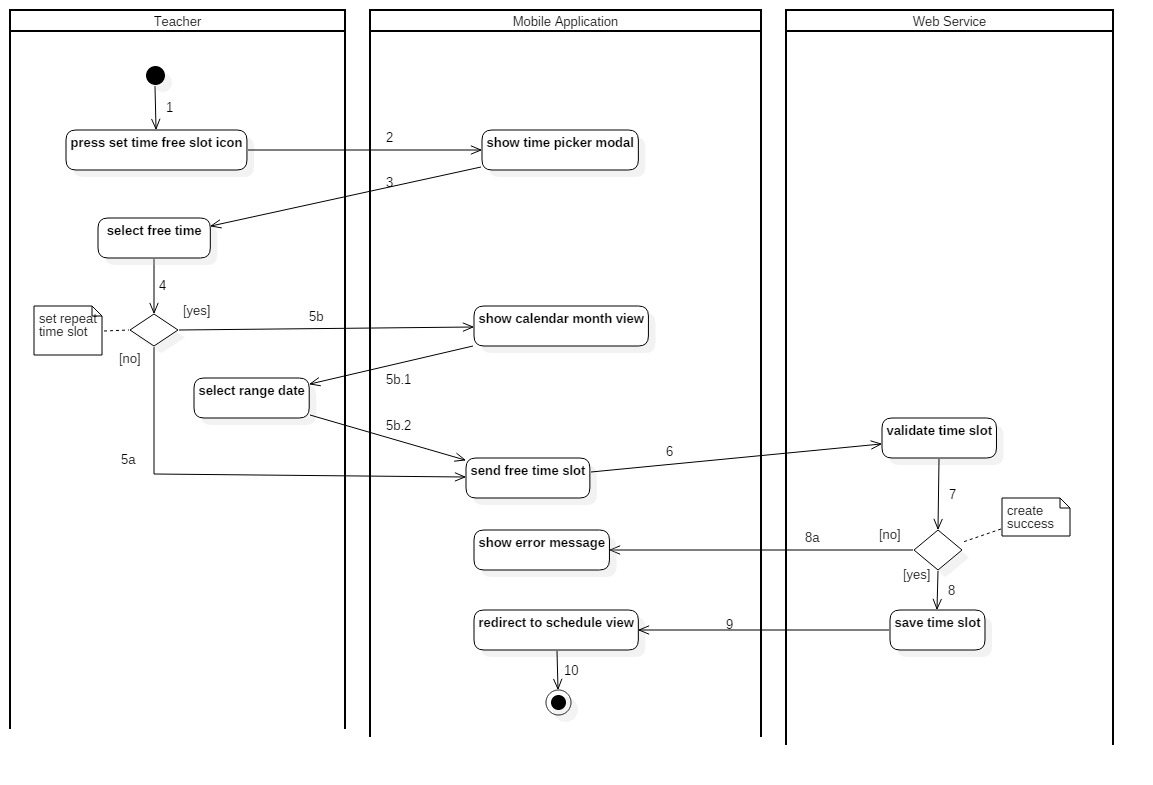 Teacher
Mobile Application
Web Service
1
press set time free slot icon
2
show time picker modal
3
select free time
4
set repeat
time slot
[yes]
5b
show calendar month view
[no]
select range date
5b.1
5b.2
5a
send free time slot
6
validate time slot
7
create
success
show error message
8a
[no]
[yes]
8
redirect to schedule view
9
save time slot
10